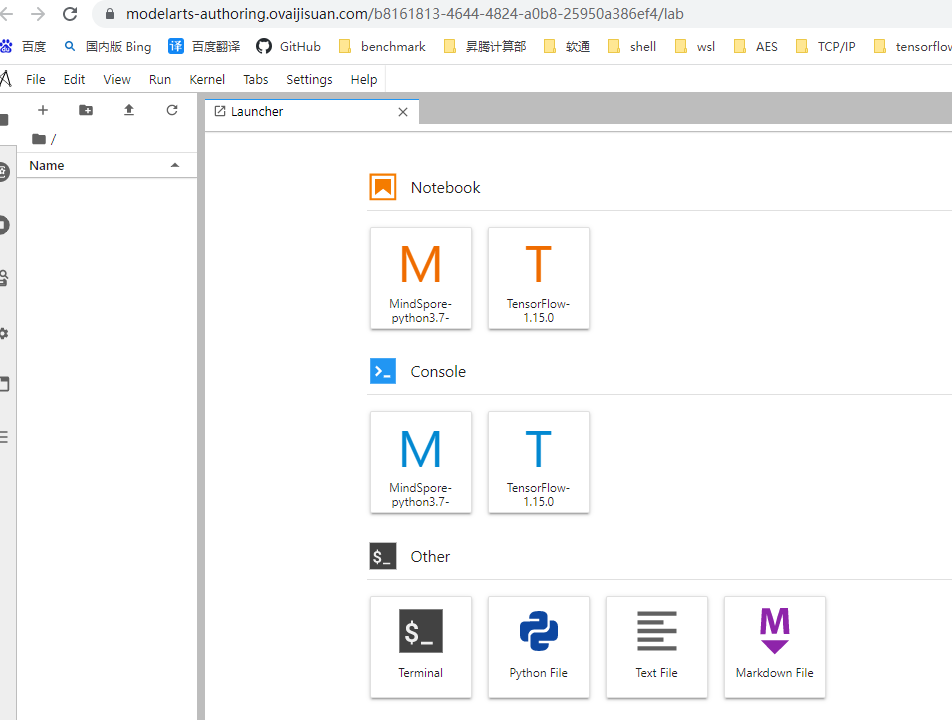 modelarts-authoring.ovaijisuan.com/b8161813-4644-4824-a0b8-25950a386ef4/lab
百度 国内版 Bing 译 百度翻译 GitHub benchmark 昇腾计算部 软通 shell wsl AES TCP/IP tensorflow
File Edit View Run Kernel Tabs Settings Help
Launcher
/
Name
Notebook
M T
MindSpore- TensorFlow-
python3.7- 1.15.0
Console
M T
MindSpore- TensorFlow-
python3.7- 1.15.0
$_ Other
$_ M
Terminal Python File Text File Markdown File